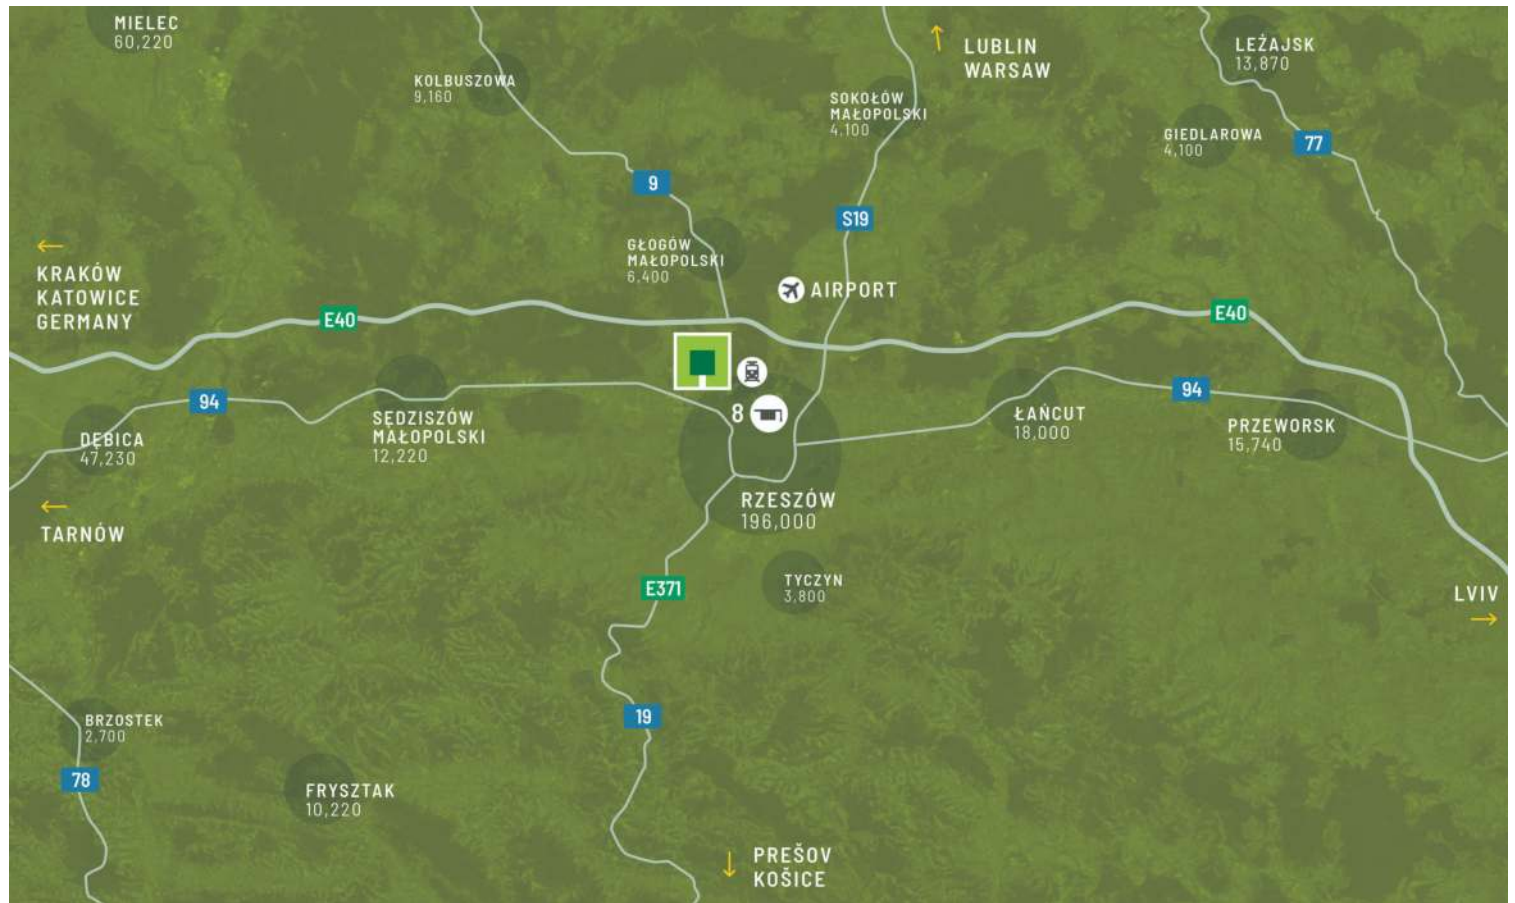 MIELEC
60,220
KOLBUSZOWA
9,160
LUBLIN
WARSAW
LEŻAJSK
13,870
SOKOŁÓW
MAŁOPOLSKI
4,100
GIEDLAROWA
4,100
77
9
S19
GŁOGÓW
MAŁOPOLSKI
6,400
KRAKÓW
KATOWICE
GERMANY
AIRPORT
E40
E40
94
94
8
SĘDZISZÓW
MAŁOPOLSKI
12,220
ŁAŃCUT
18,000
PRZEWORSK
15,740
DĘBICA
47,230
RZESZÓW
196,000
TARNÓW
E371
TYCZYN
3,800
LVIV
19
BRZOSTEK
2,700
78
FRYSZTAK
10,220
PREŠOV
KOŠICE